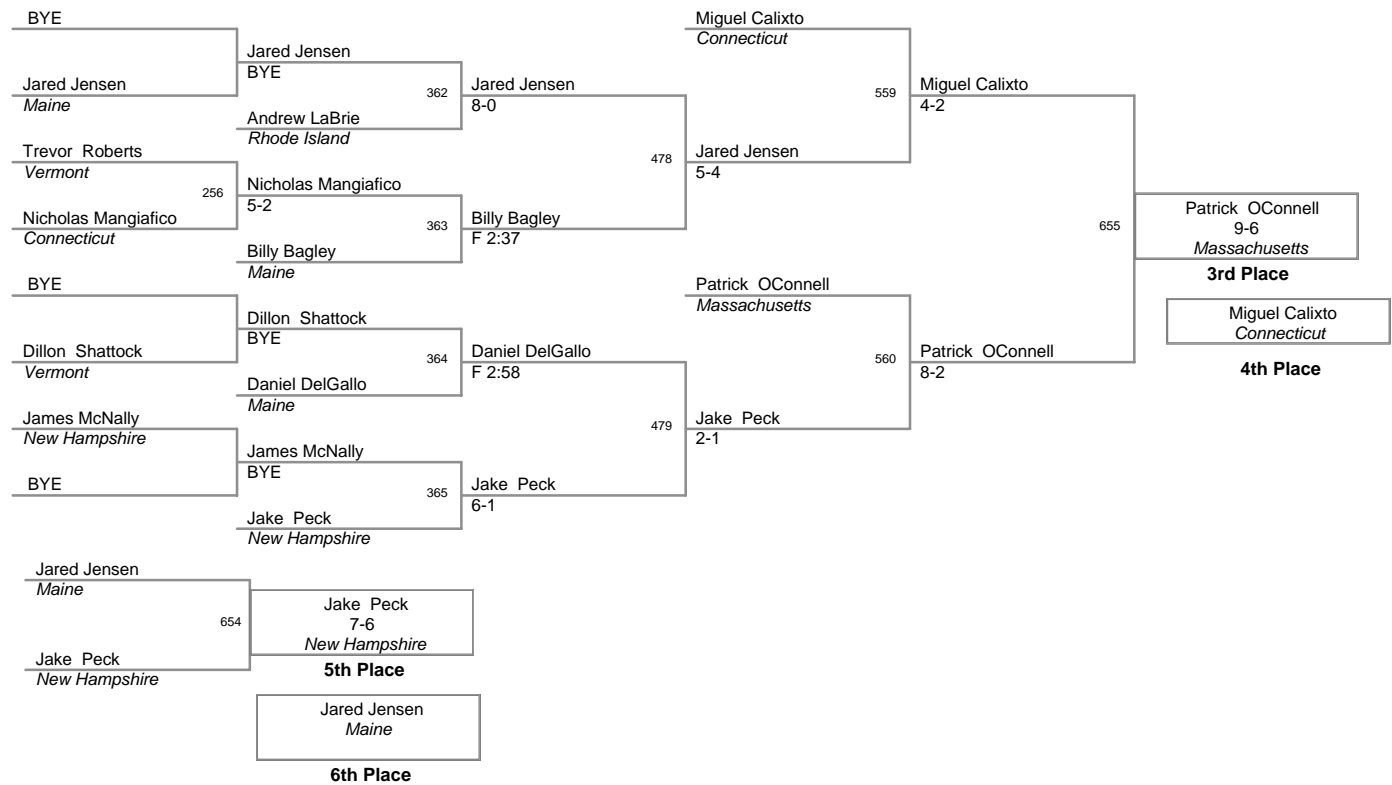 BYE
Jared Jensen
Maine
Trevor Roberts
Vermont
256
Nicholas Mangiafico
Connecticut
BYE
Dillon Shattock
Vermont
James McNally
New Hampshire
BYE
Jared Jensen
BYE
362
Andrew LaBrie
Rhode Island
Nicholas Mangiafico
5-2
363
Billy Bagley
Maine
Dillon Shattock
BYE
364
Daniel DelGallo
Maine
James McNally
BYE
365
Jake Peck
New Hampshire
Jared Jensen
8-0
478
Billy Bagley
F 2:37
Daniel DelGallo
F 2:58
479
Jake Peck
6-1
Miguel Calixto
Connecticut
559
Jared Jensen
5-4
Patrick OConnell
Massachusetts
560
Jake Peck
2-1
Miguel Calixto
4-2
655
Patrick OConnell
8-2
Patrick OConnell
9-6
Massachusetts
3rd Place
Miguel Calixto
Connecticut
4th Place
Jared Jensen
Maine
654
Jake Peck
New Hampshire
Jake Peck
7-6
New Hampshire
5th Place
Jared Jensen
Maine
6th Place